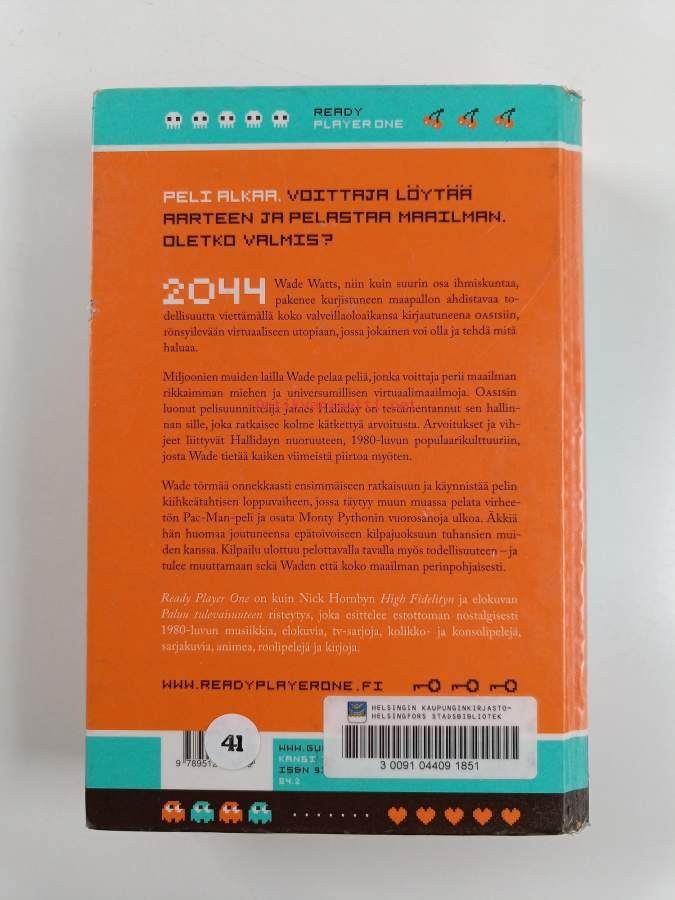 READY
PLAYER ONE
PELI ALKAA. VOITTAJA LÖYTÄÄ
AARTEEN JA PELASTAA MAAILMAN.
OLETKO VALMIS?
2044 Wade Watts, niin kuin suurin osa ihmiskuntaa,
pakenee kurjistuneen maapallon ahdistavaa to-
dellisuutta viettämällä koko valveillaoloaikansa kirjautuneena OASISiin,
rönsyilevään virtuaaliseen utopiaan, jossa jokainen voi olla ja tehdä mitä
haluaa.
Miljoonien muiden lailla Wade pelaa peliä, jonka voittaja perii maailman
rikkaimman miehen ja universumillisen virtuaalimaailmoja. OASISin
luonut pelisuunnittelija James Halliday on testamentannut sen hallin-
nan sille, joka ratkaisee kolme kätkettyä arvoitusta. Arvoitukset ja vih-
jeet liittyvät Hallidayn nuoruuteen, 1980-luvun populaarikulttuuriin,
josta Wade tietää kaiken viimeistä piirtoa myöten.
Wade törmää onnekkaasti ensimmäiseen ratkaisuun ja käynnistää pelin
kiihkeätahtisen loppuvaiheen, jossa täytyy muun muassa pelata virhee-
tön Pac-Man-peli ja osata Monty Pythonin vuorosanoja ulkoa. Äkkiä
hän huomaa joutuneensa epätoivoiseen kilpajuoksuun tuhansien mui-
den kanssa. Kilpailu ulottuu pelottavalla tavalla myös todellisuuteen – ja
tulee muuttamaan sekä Waden että koko maailman perinpohjaisesti.
Ready Player One on kuin Nick Hornbyn High Fidelityn ja elokuvan
Paluu tulevaisuuteen risteytys, joka esittelee estottoman nostalgisesti
1980-luvun musiikkia, elokuvia, tv-sarjoja, kolikko- ja konsolipelejä,
sarjakuvia, animea, roolipelejä ja kirjoja.
WWW.READYPLAYERONE.FI
HELSINGIN KAUPUNGINKIRJASTO-
HELSINGFORS STADSBIBLIOTEK
3 0091 04409 1851
41
9 789512
WWW.GU
KANSI
ISBN 9
84.2